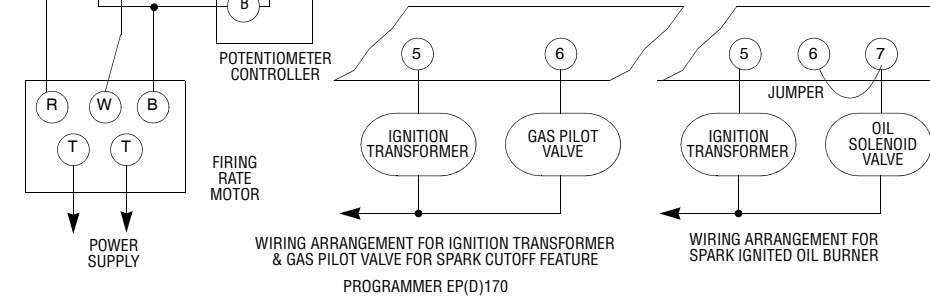 B
POTENTIOMETER
CONTROLLER
R W B
T T
FIRING
RATE
MOTOR
POWER
SUPPLY
5 6
IGNITION
TRANSFORMER
GAS PILOT
VALVE
WIRING ARRANGEMENT FOR IGNITION TRANSFORMER
& GAS PILOT VALVE FOR SPARK CUTOFF FEATURE
PROGRAMMER EP(D)170
5 6 7
JUMPER
IGNITION
TRANSFORMER
OIL
SOLENOID
VALVE
WIRING ARRANGEMENT FOR
SPARK IGNITED OIL BURNER